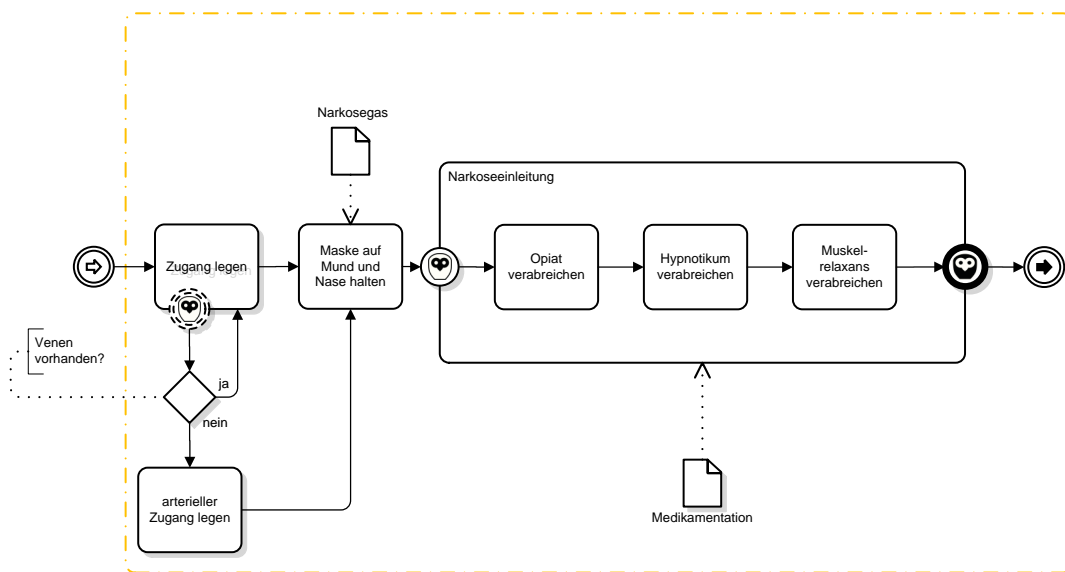 Narkosegas
Narkoseeinleitung
Zugang legen
Maske auf
Mund und
Nase halten
Opiat
verabreichen
Hypnotikum
verabreichen
Muskel-
relaxans
verabreichen
Venen
vorhanden?
ja
nein
arterieller
Zugang legen
Medikamentation